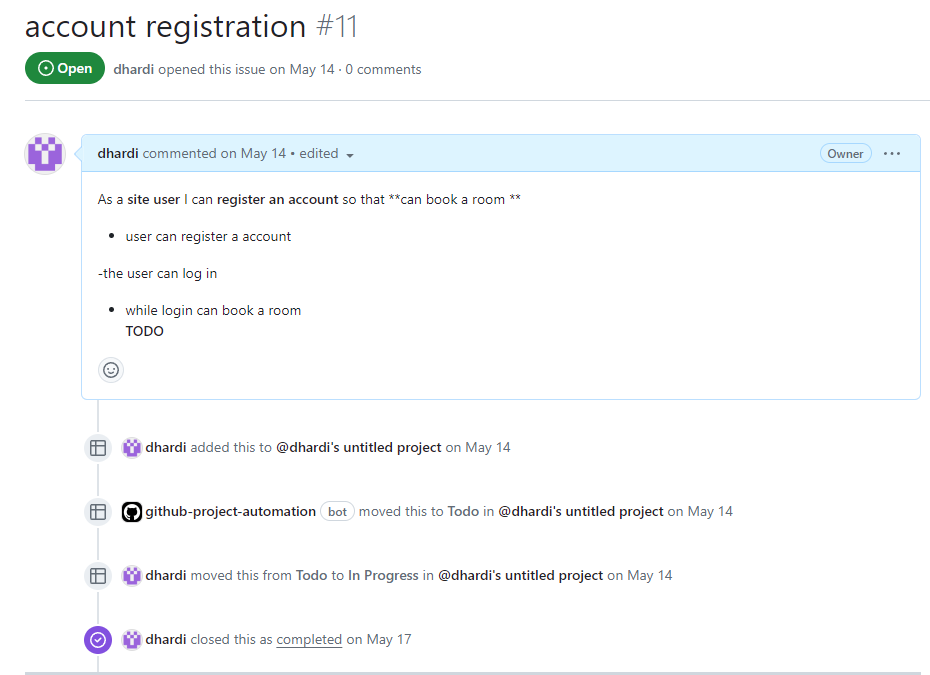 account registration #11
Open
dhardi opened this issue on May 14 · 0 comments
dhardi commented on May 14 • edited
Owner
As a site user I can register an account so that **can book a room **
• user can register a account
-the user can log in
• while login can book a room
TODO
dhardi added this to @dhardi's untitled project on May 14
github-project-automation bot moved this to Todo in @dhardi's untitled project on May 14
dhardi moved this from Todo to In Progress in @dhardi's untitled project on May 14
dhardi closed this as completed on May 17